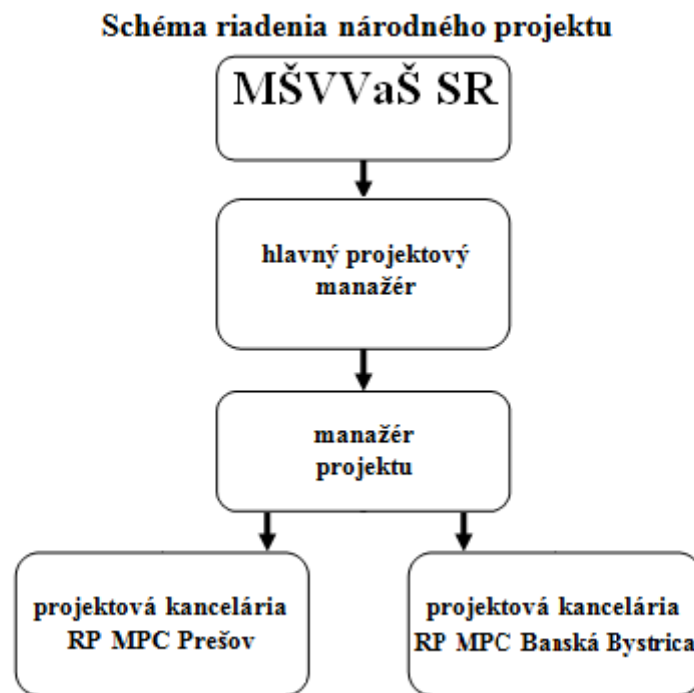 Schéma riadenia národného projektu
MŠVVaŠ SR
hlavný projektový
manažér
manažér
projektu
projektová kancelária
RP MPC Prešov
projektová kancelária
RP MPC Banská Bystrica